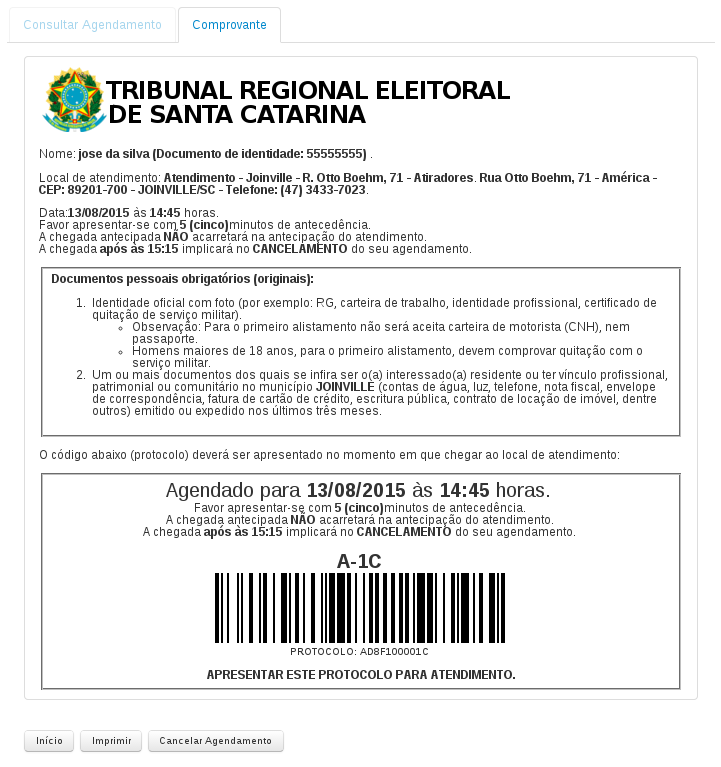 Consultar Agendamento Comprovante
TRIBUNAL REGIONAL ELEITORAL
DE SANTA CATARINA
Nome: jose da silva (Documento de identidade: 55555555) .
Local de atendimento: Atendimento - Joinville - R. Otto Boehm, 71 - Atiradores. Rua Otto Boehm, 71 - América -
CEP: 89201-700 - JOINVILLE/SC - Telefone: (47) 3433-7023.
Data:13/08/2015 às 14:45 horas.
Favor apresentar-se com 5 (cinco)minutos de antecedência.
A chegada antecipada NÃO acarretará na antecipação do atendimento.
A chegada após às 15:15 implicará no CANCELAMENTO do seu agendamento.
Documentos pessoais obrigatórios (originais):
1. Identidade oficial com foto (por exemplo: RG, carteira de trabalho, identidade profissional, certificado de
quitação de serviço militar).
◦ Observação: Para o primeiro alistamento não será aceita carteira de motorista (CNH), nem
passaporte.
◦ Homens maiores de 18 anos, para o primeiro alistamento, devem comprovar quitação com o
serviço militar.
2. Um ou mais documentos dos quais se infira ser o(a) interessado(a) residente ou ter vínculo profissional,
patrimonial ou comunitário no município JOINVILLE (contas de água, luz, telefone, nota fiscal, envelope
de correspondência, fatura de cartão de crédito, escritura pública, contrato de locação de imóvel, dentre
outros) emitido ou expedido nos últimos três meses.
O código abaixo (protocolo) deverá ser apresentado no momento em que chegar ao local de atendimento:
Agendado para 13/08/2015 às 14:45 horas.
Favor apresentar-se com 5 (cinco)minutos de antecedência.
A chegada antecipada NÃO acarretará na antecipação do atendimento.
A chegada após às 15:15 implicará no CANCELAMENTO do seu agendamento.
A-1C
PROTOCOLO: AD8F100001C
APRESENTAR ESTE PROTOCOLO PARA ATENDIMENTO.
Início Imprimir Cancelar Agendamento